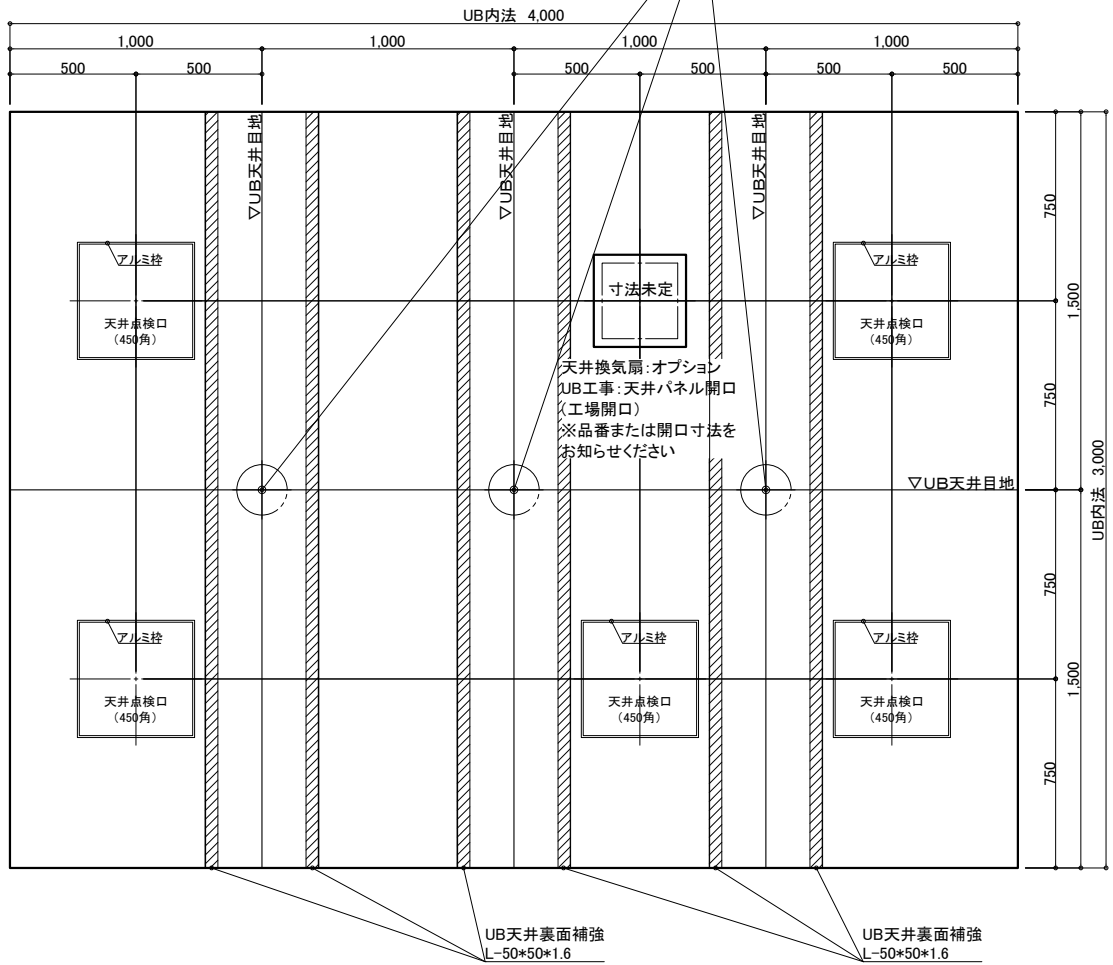 UB内法 4,000
1,000
1,000
1,000
1,000
500
500
500
500
500
500
▽UB天井目地
▽UB天井目地
▽UB天井目地
750
アルミ枠
天井点検口
(450角)
寸法未定
アルミ枠
天井点検口
(450角)
1,500
天井換気扇:オプション
UB工事:天井パネル開口
(工場開口)
※品番または開口寸法を
お知らせください
750
▽UB天井目地
UB内法 3,000
750
アルミ枠
天井点検口
(450角)
アルミ枠
天井点検口
(450角)
アルミ枠
天井点検口
(450角)
1,500
750
UB天井裏面補強
L-50*50*1.6
UB天井裏面補強
L-50*50*1.6